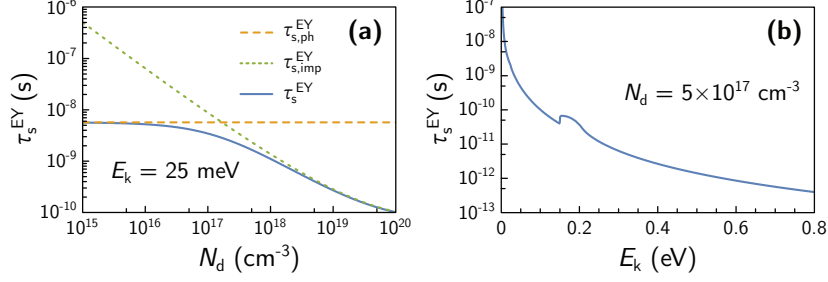 (a)
τ_s^EY (s)
10^-6
10^-7
10^-8
10^-9
10^-10
τ_s,ph^EY
τ_s,imp^EY
τ_s^EY
E_k = 25 meV
10^15 10^16 10^17 10^18 10^19 10^20
N_d (cm^-3)
(b)
τ_s^EY (s)
10^-7
10^-8
10^-9
10^-10
10^-11
10^-12
10^-13
N_d = 5×10^17 cm^-3
0 0.2 0.4 0.6 0.8
E_k (eV)